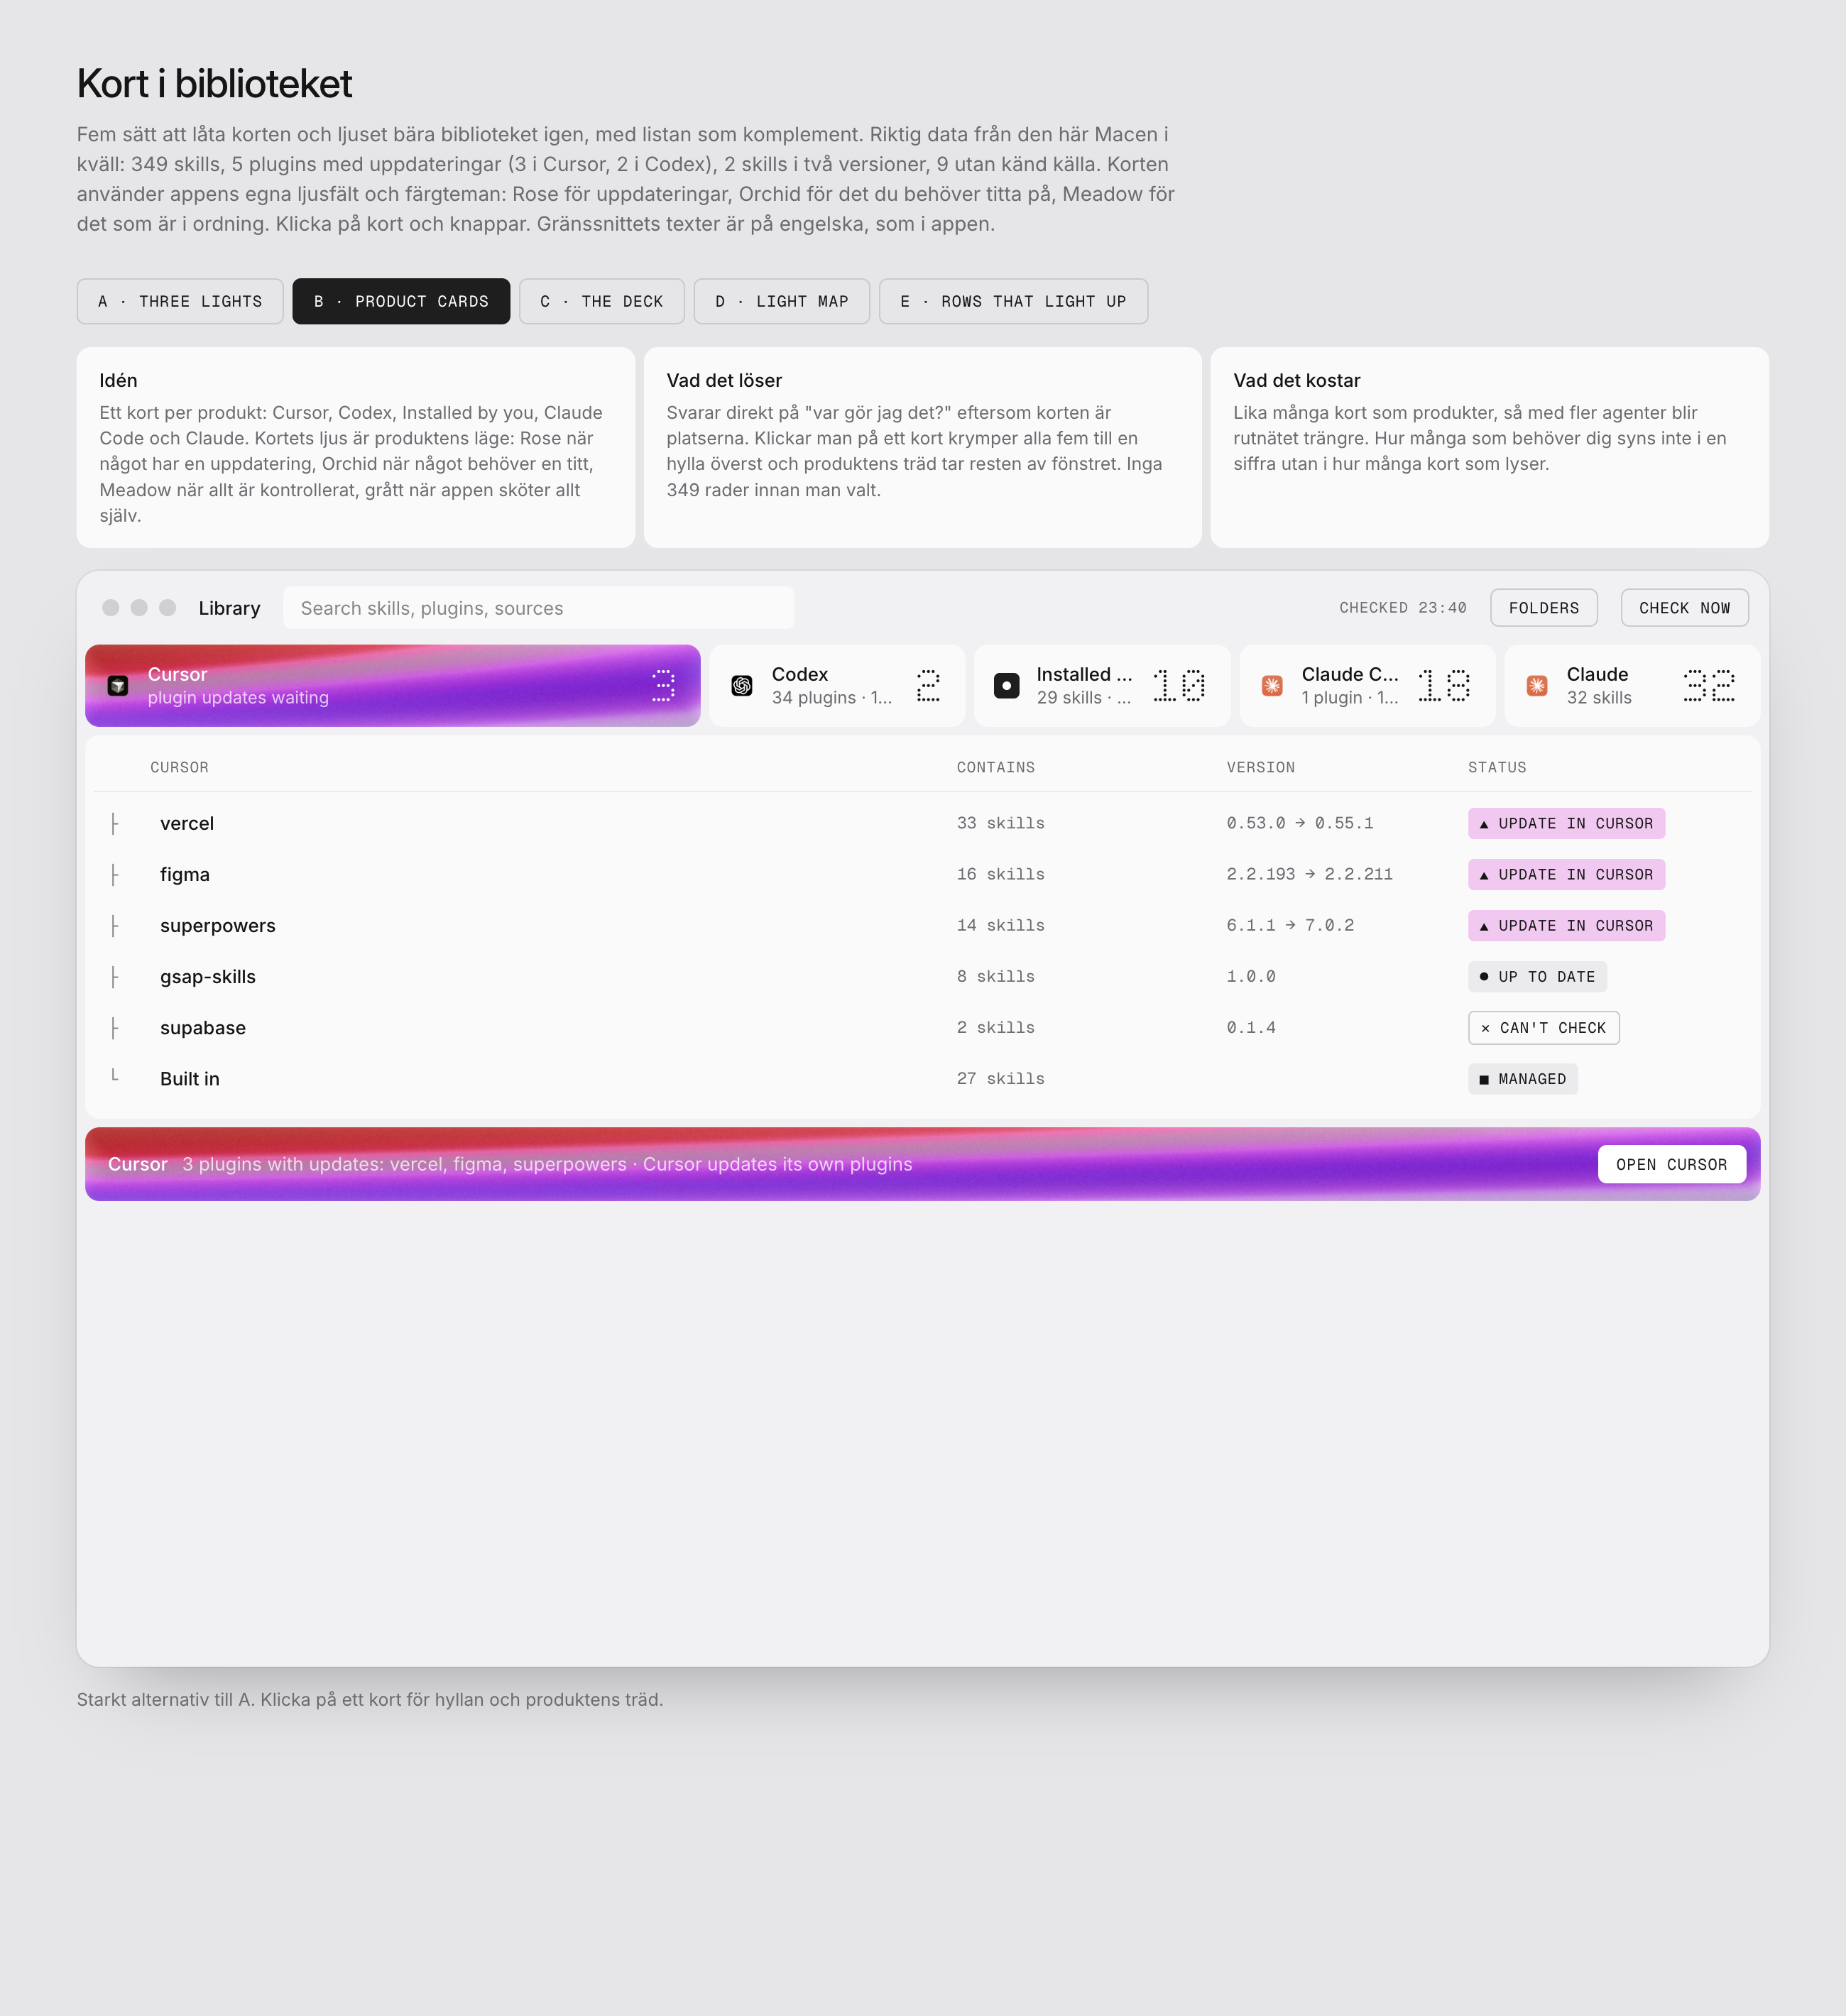 Kort i biblioteket
Fem sätt att låta korten och ljuset bära biblioteket igen, med listan som komplement. Riktig data från den här Macen i
kväll: 349 skills, 5 plugins med uppdateringar (3 i Cursor, 2 i Codex), 2 skills i två versioner, 9 utan känd källa. Korten
använder appens egna ljusfält och färgteman: Rose för uppdateringar, Orchid för det du behöver titta på, Meadow för
det som är i ordning. Klicka på kort och knappar. Gränssnittets texter är på engelska, som i appen.
A · THREE LIGHTS
B · PRODUCT CARDS
C · THE DECK
D · LIGHT MAP
E · ROWS THAT LIGHT UP
Idén
Ett kort per produkt: Cursor, Codex, Installed by you, Claude
Code och Claude. Kortets ljus är produktens läge: Rose när
något har en uppdatering, Orchid när något behöver en titt,
Meadow när allt är kontrollerat, grått när appen sköter allt
själv.
Vad det löser
Svarar direkt på "var gör jag det?" eftersom korten är
platserna. Klickar man på ett kort krymper alla fem till en
hylla överst och produktens träd tar resten av fönstret. Inga
349 rader innan man valt.
Vad det kostar
Lika många kort som produkter, så med fler agenter blir
rutnätet trängre. Hur många som behöver dig syns inte i en
siffra utan i hur många kort som lyser.
Library
Search skills, plugins, sources
CHECKED 23:40
FOLDERS
CHECK NOW
Cursor
plugin updates waiting
3
Codex
34 plugins · 1...
2
Installed ...
29 skills · ...
10
Claude C...
1 plugin · 1...
18
Claude
32 skills
32
CURSOR CONTAINS VERSION STATUS
├ vercel 33 skills 0.53.0 → 0.55.1 ▲ UPDATE IN CURSOR
├ figma 16 skills 2.2.193 → 2.2.211 ▲ UPDATE IN CURSOR
├ superpowers 14 skills 6.1.1 → 7.0.2 ▲ UPDATE IN CURSOR
├ gsap-skills 8 skills 1.0.0 ● UP TO DATE
├ supabase 2 skills 0.1.4 × CAN'T CHECK
└ Built in 27 skills ■ MANAGED
Cursor 3 plugins with updates: vercel, figma, superpowers · Cursor updates its own plugins
OPEN CURSOR
Starkt alternativ till A. Klicka på ett kort för hyllan och produktens träd.